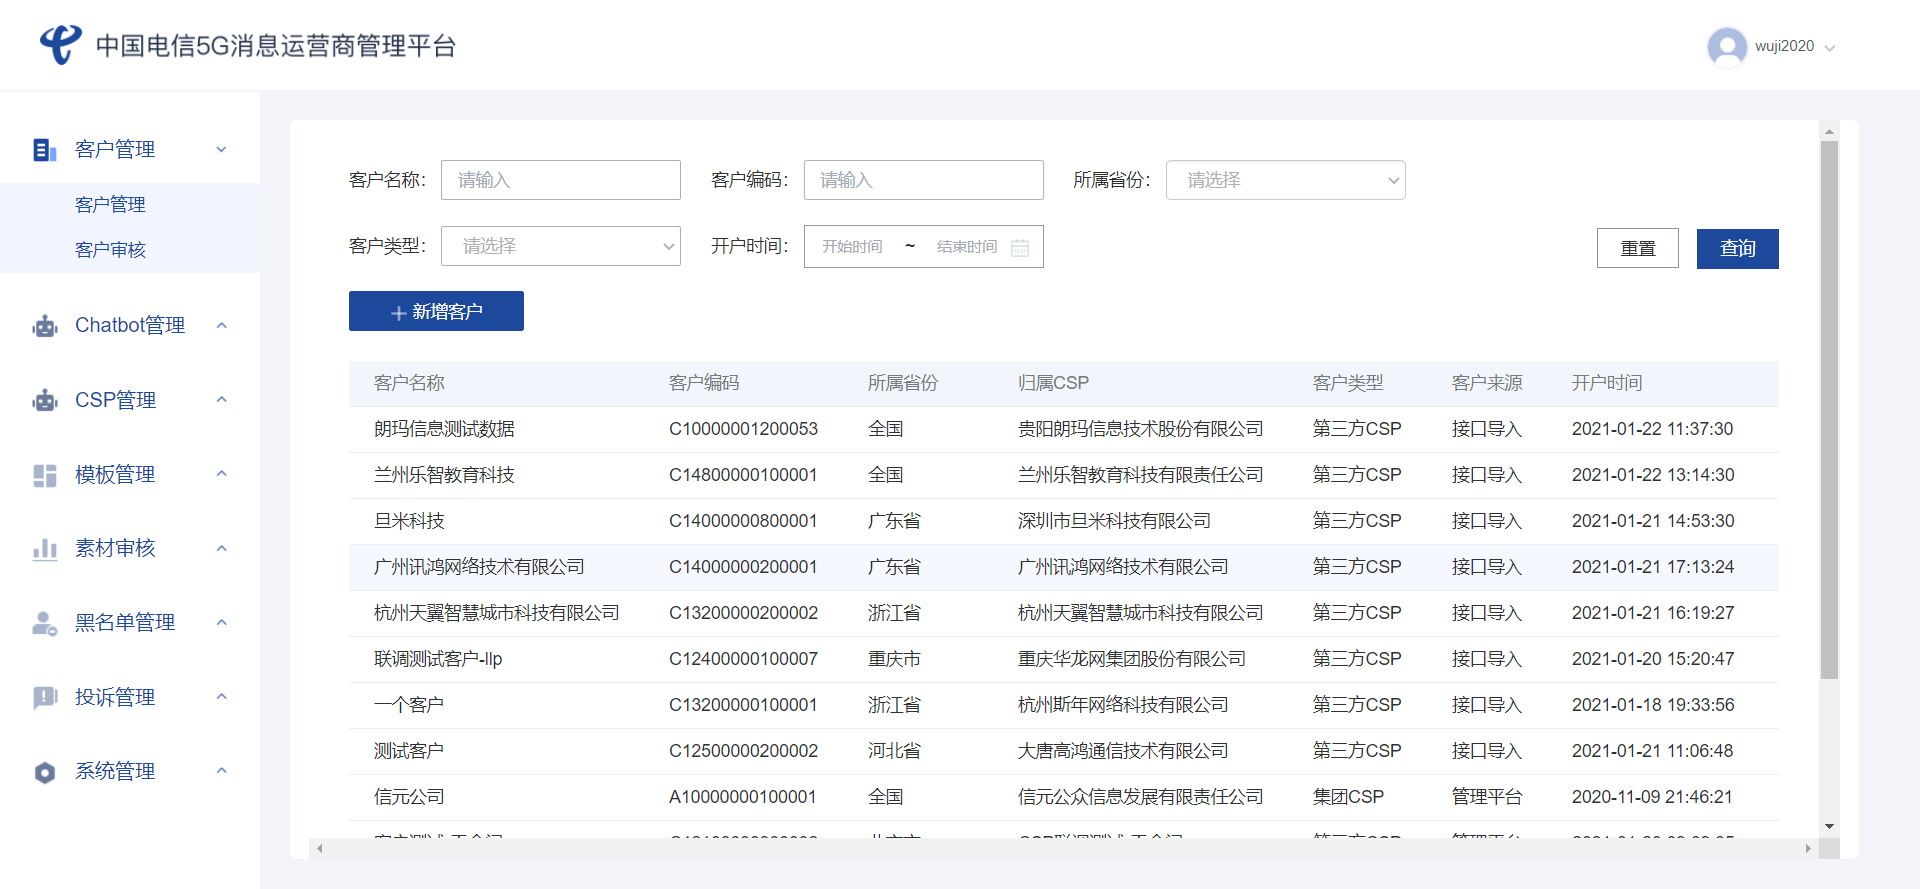 中国电信5G消息运营商管理平台
wuji2020
客户管理
客户管理
客户审核
Chatbot管理
CSP管理
模板管理
素材审核
黑名单管理
投诉管理
系统管理
客户名称： 请输入 客户编码： 请输入 所属省份： 请选择
客户类型： 请选择 开户时间： 开始时间 ~ 结束时间 重置 查询
新增客户
客户名称 客户编码 所属省份 归属CSP 客户类型 客户来源 开户时间
朗玛信息测试数据 C10000001200053 全国 贵阳朗玛信息技术股份有限公司 第三方CSP 接口导入 2021-01-22 11:37:30
兰州乐智教育科技 C14800000100001 全国 兰州乐智教育科技有限责任公司 第三方CSP 接口导入 2021-01-22 13:14:30
旦米科技 C14000000800001 广东省 深圳市旦米科技有限公司 第三方CSP 接口导入 2021-01-21 14:53:30
广州讯鸿网络技术有限公司 C14000000200001 广东省 广州讯鸿网络技术有限公司 第三方CSP 接口导入 2021-01-21 17:13:24
杭州天翼智慧城市科技有限公司 C13200000200002 浙江省 杭州天翼智慧城市科技有限公司 第三方CSP 接口导入 2021-01-21 16:19:27
联调测试客户-llp C12400000100007 重庆市 重庆华龙网集团股份有限公司 第三方CSP 接口导入 2021-01-20 15:20:47
一个客户 C13200000100001 浙江省 杭州斯年网络科技有限公司 第三方CSP 接口导入 2021-01-18 19:33:56
测试客户 C12500000200002 河北省 大唐高鸿通信技术有限公司 第三方CSP 接口导入 2021-01-21 11:06:48
信元公司 A10000000100001 全国 信元公众信息发展有限责任公司 集团CSP 管理平台 2020-11-09 21:46:21